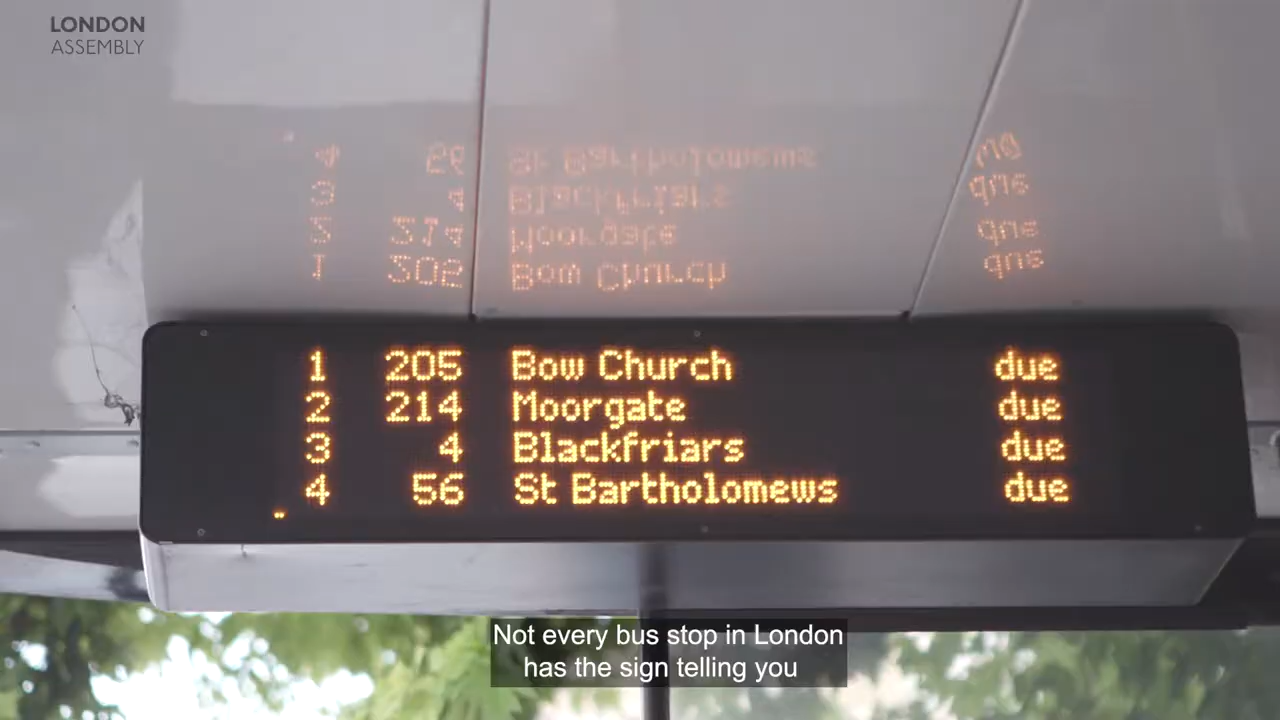 LONDON
ASSEMBLY
1 205 Bow Church due
2 214 Moorgate due
3 4 Blackfriars due
4 56 St Bartholomews due
Not every bus stop in London
has the sign telling you